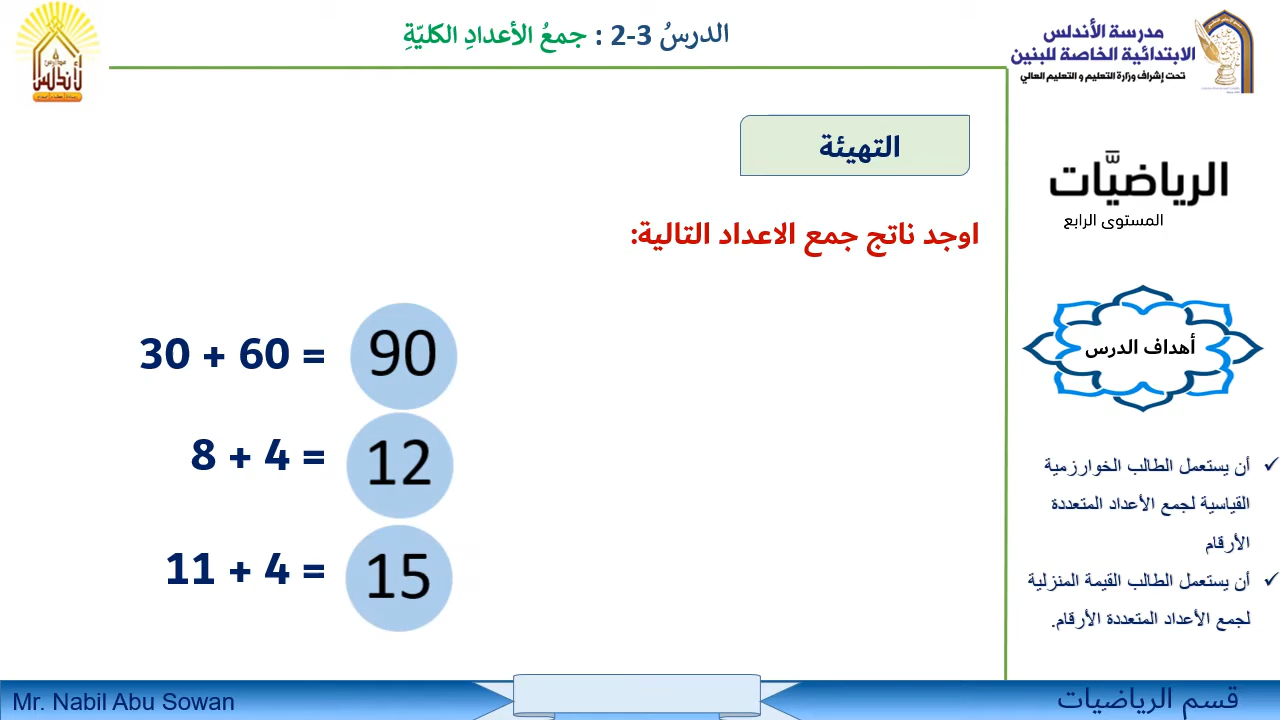 الدرسُ 3-2 : جمعُ الأعدادِ الكليّةِ
مدرسة الأندلس
الابتدائية الخاصة للبنين
تحت إشراف وزارة التعليم و التعليم العالي
التهيئة
اوجد ناتج جمع الاعداد التالية:
30 + 60 = 90
8 + 4 = 12
11 + 4 = 15
الرياضيَّات
المستوى الرابع
أهداف الدرس
✓ أن يستعمل الطالب الخوارزمية
القياسية لجمع الأعداد المتعددة
الأرقام
✓ أن يستعمل الطالب القيمة المنزلية
لجمع الأعداد المتعددة الأرقام.
قسم الرياضيات
Mr. Nabil Abu Sowan